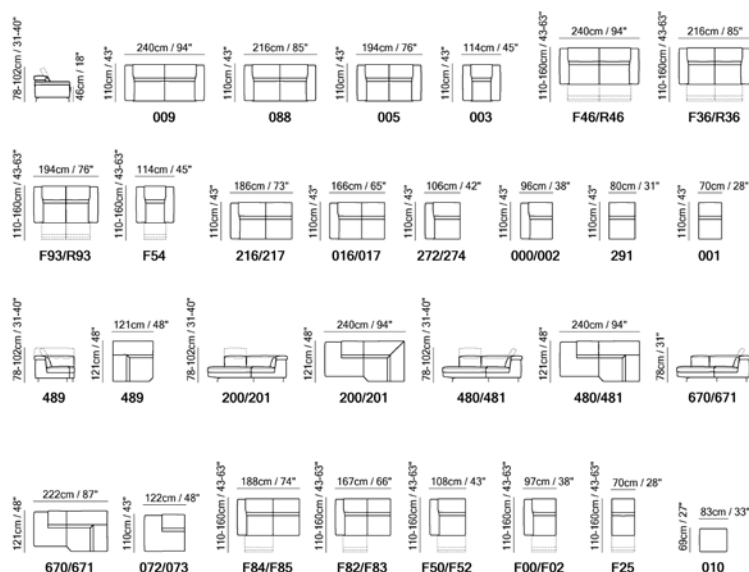 78-102cm / 31-40"
46cm / 18"
240cm / 94"
110cm / 43"
009
216cm / 85"
110cm / 43"
088
194cm / 76"
110cm / 43"
005
114cm / 45"
110cm / 43"
003
240cm / 94"
110-160cm / 43-63"
F46/R46
216cm / 85"
110-160cm / 43-63"
F36/R36
194cm / 76"
110-160cm / 43-63"
F93/R93
114cm / 45"
110-160cm / 43-63"
F54
186cm / 73"
110cm / 43"
216/217
166cm / 65"
110cm / 43"
016/017
106cm / 42"
110cm / 43"
272/274
96cm / 38"
110cm / 43"
000/002
80cm / 31"
110cm / 43"
291
70cm / 28"
110cm / 43"
001
78-102cm / 31-40"
489
121cm / 48"
121cm / 48"
489
78-102cm / 31-40"
200/201
240cm / 94"
121cm / 48"
200/201
78-102cm / 31-40"
480/481
240cm / 94"
121cm / 48"
480/481
78cm / 31"
670/671
222cm / 87"
121cm / 48"
670/671
122cm / 48"
110cm / 43"
072/073
188cm / 74"
110-160cm / 43-63"
F84/F85
167cm / 66"
110-160cm / 43-63"
F82/F83
108cm / 43"
110-160cm / 43-63"
F50/F52
97cm / 38"
110-160cm / 43-63"
F00/F02
70cm / 28"
110-160cm / 43-63"
F25
83cm / 33"
69cm / 27"
010